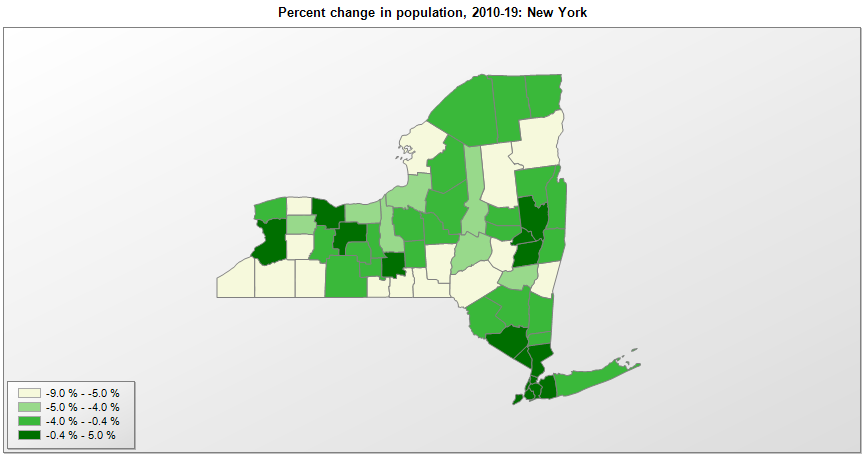 Percent change in population, 2010-19: New York
-9.0 % - -5.0 %
-5.0 % - -4.0 %
-4.0 % - -0.4 %
-0.4 % - 5.0 %